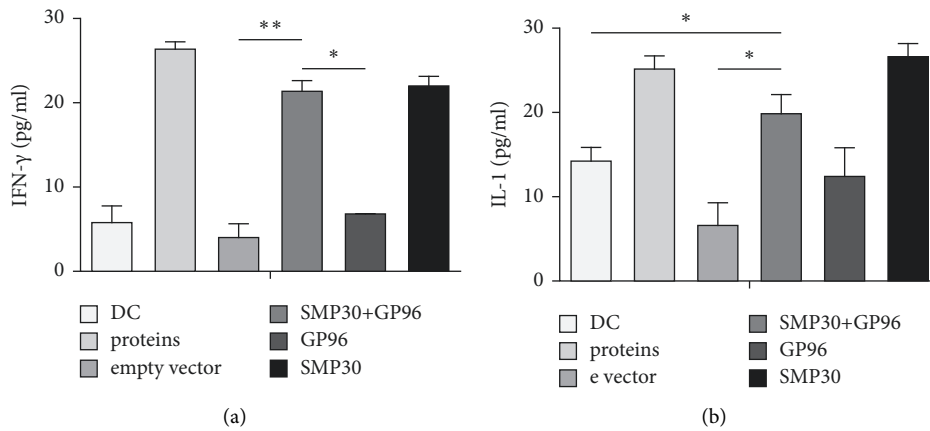 30
**
*
20
10
0
IFN-γ (pg/ml)
DC
proteins
empty vector
SMP30+GP96
GP96
SMP30
(a)
30
*
*
20
10
0
IL-1 (pg/ml)
DC
proteins
e vector
SMP30+GP96
GP96
SMP30
(b)